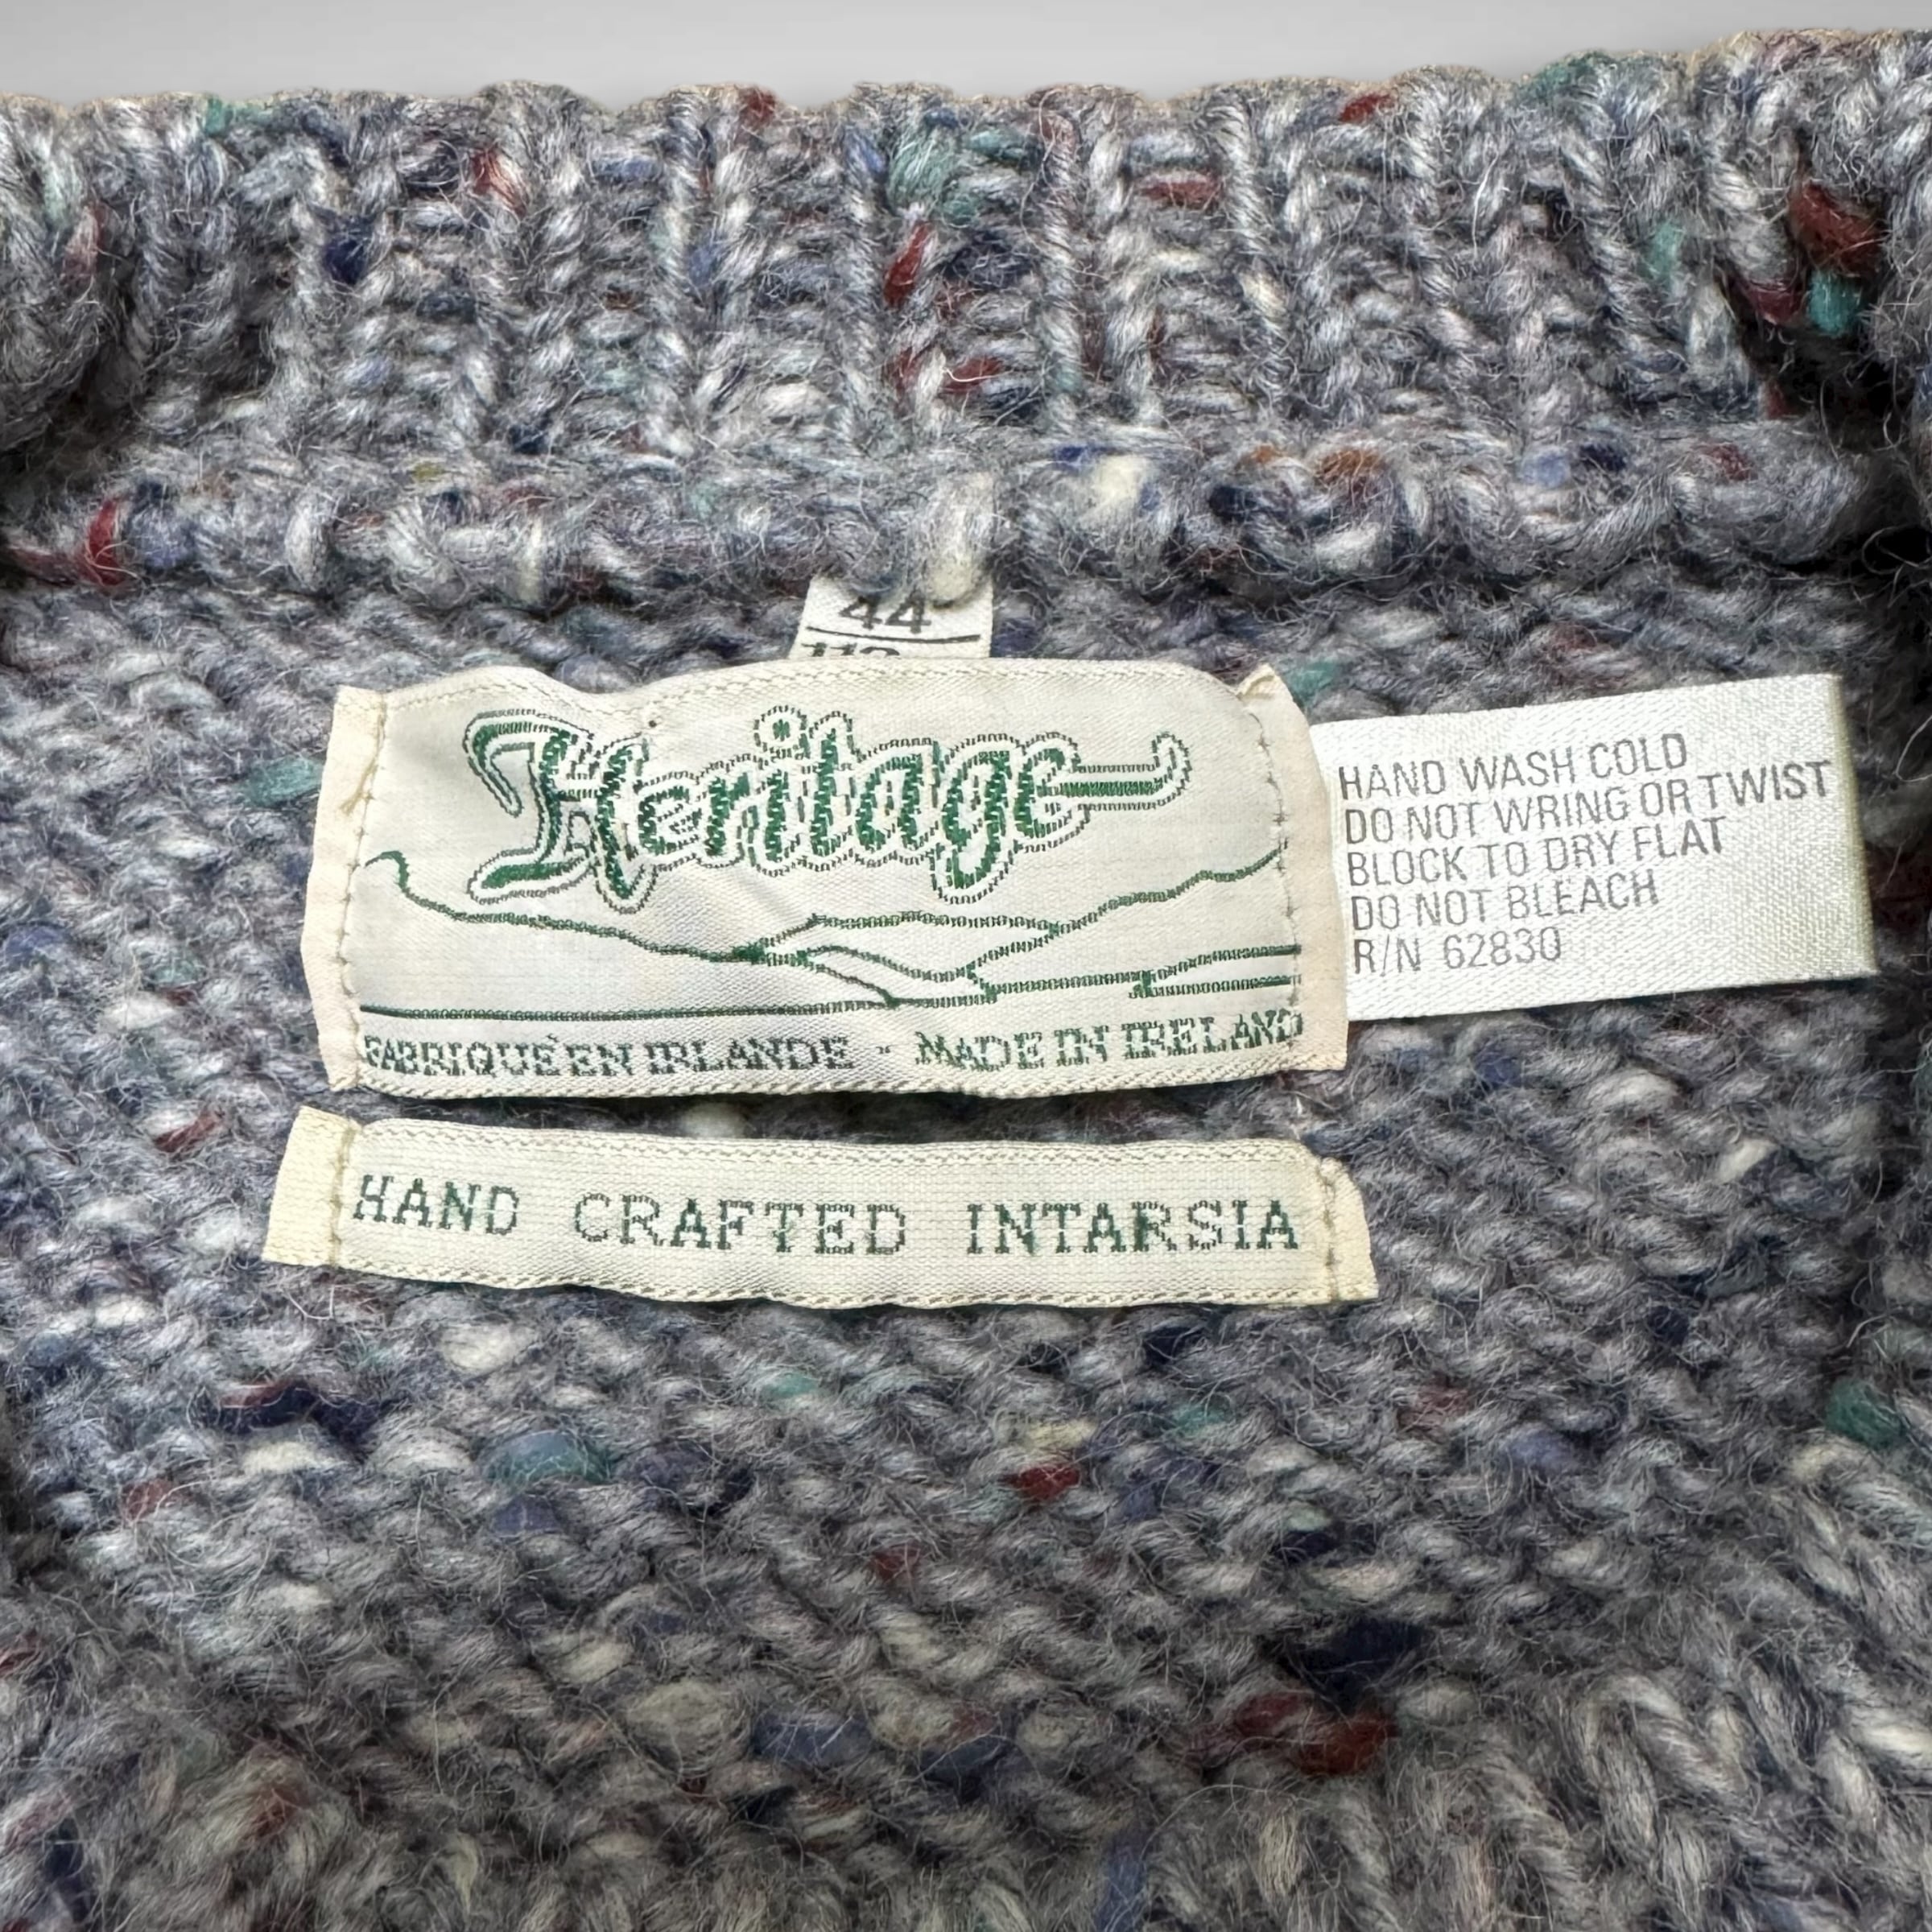 44
Heritage
FABRIQUÉ EN IRLANDE - MADE IN IRELAND
HAND WASH COLD
DO NOT WRING OR TWIST
BLOCK TO DRY FLAT
DO NOT BLEACH
R/N 62830
HAND CRAFTED INTARSIA